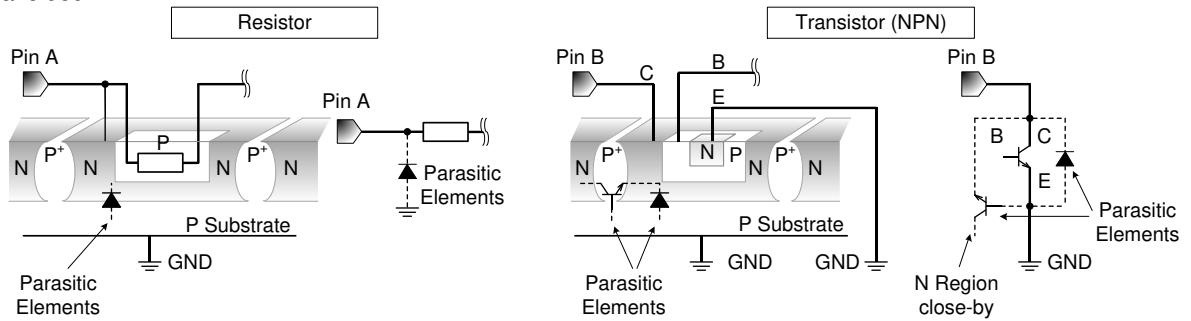 Resistor
Pin A
N
P+
N
P
N
P+
N
Parasitic
Elements
P Substrate
GND
Pin A
Parasitic
Elements
Transistor (NPN)
Pin B
C
B
E
N
P+
N
N
P
N
P+
N
P Substrate
Parasitic
Elements
GND
GND
Pin B
B
C
E
Parasitic
Elements
N Region
close-by
GND